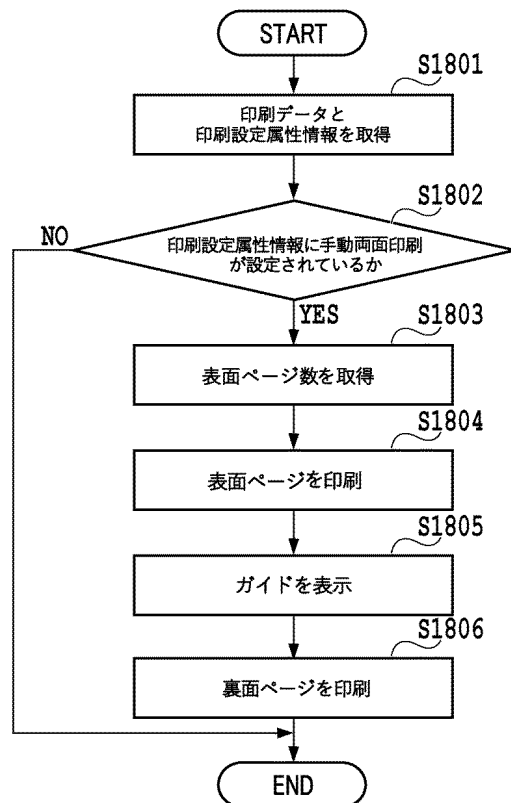 START
S1801
印刷データと
印刷設定属性情報を取得
S1802
NO
印刷設定属性情報に手動両面印刷
が設定されているか
YES
S1803
表面ページ数を取得
S1804
表面ページを印刷
S1805
ガイドを表示
S1806
裏面ページを印刷
END